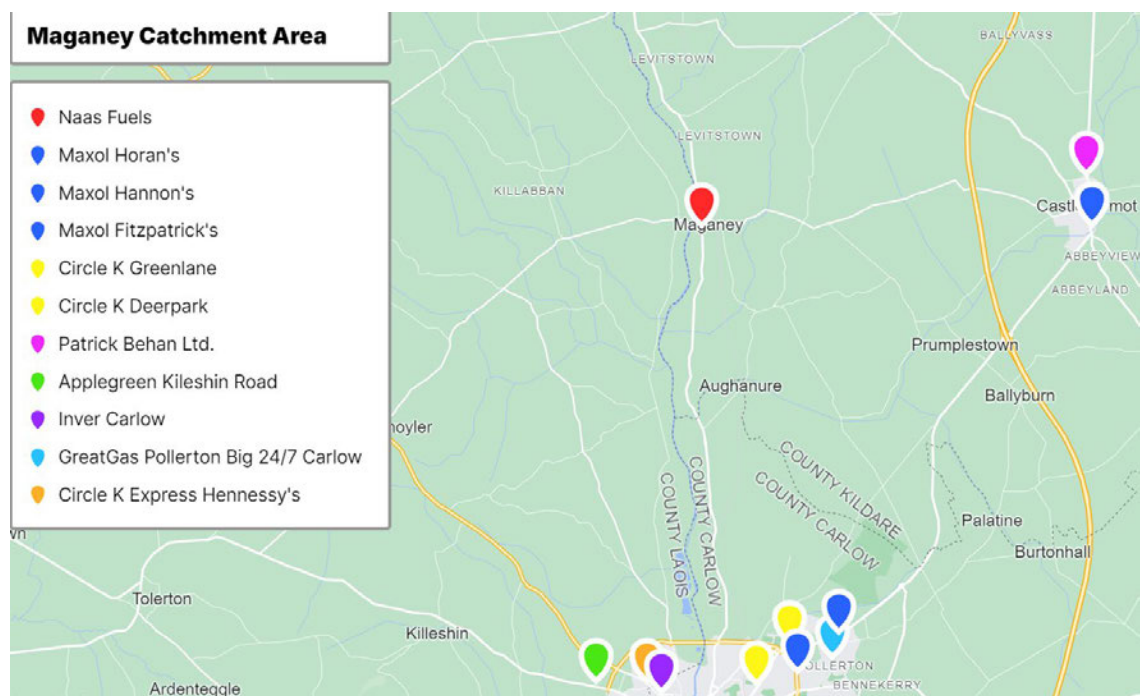 Maganey Catchment Area
Naas Fuels
Maxol Horan's
Maxol Hannon's
Maxol Fitzpatrick's
Circle K Greenlane
Circle K Deerpark
Patrick Behan Ltd.
Applegreen Kileshin Road
Inver Carlow
GreatGas Pollerton Big 24/7 Carlow
Circle K Express Hennessy's
BALLYVASS
LEVITSTOWN
LEVITSTOWN
KILLABBAN
Maganey
ABBEYVIEW
ABBEYLAND
Prumplestown
Aughanure
Ballyburn
COUNTY KILDARE
COUNTY CARLOW
COUNTY LAOIS
COUNTY CARLOW
Palatine
Burtonhall
Tolerton
Killeshin
BENNEKERRY
Ardenteggle